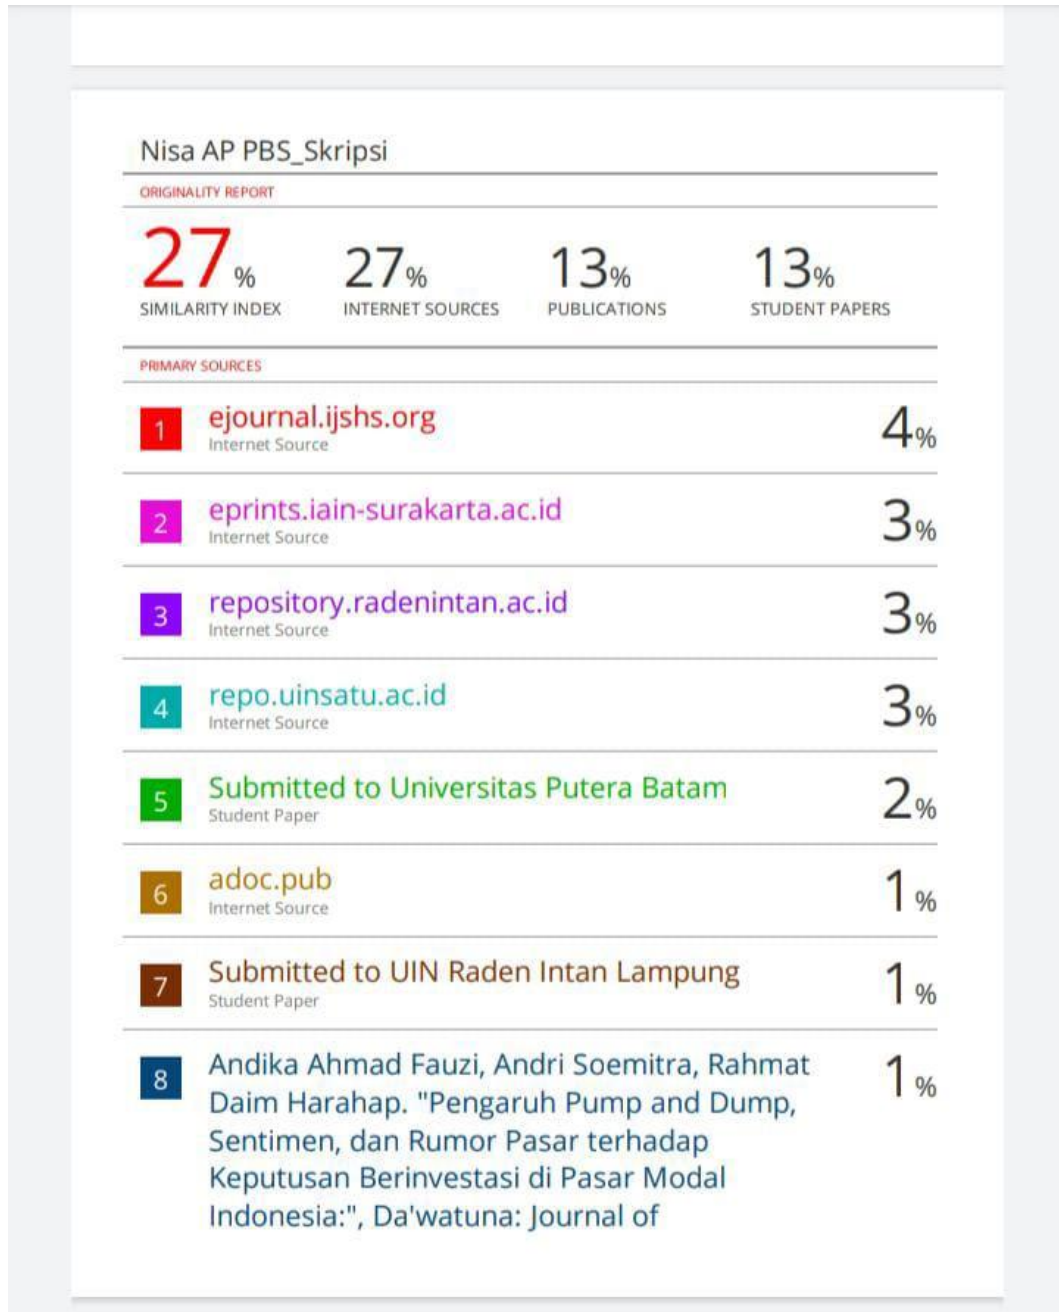 Nisa AP PBS_Skripsi
ORIGINALITY REPORT
27% 27% 13% 13%
SIMILARITY INDEX INTERNET SOURCES PUBLICATIONS STUDENT PAPERS
PRIMARY SOURCES
1 ejournal.ijshs.org 4%
Internet Source
2 eprints.iain-surakarta.ac.id 3%
Internet Source
3 repository.radenintan.ac.id 3%
Internet Source
4 repo.uinsatu.ac.id 3%
Internet Source
5 Submitted to Universitas Putera Batam 2%
Student Paper
6 adoc.pub 1%
Internet Source
7 Submitted to UIN Raden Intan Lampung 1%
Student Paper
8 Andika Ahmad Fauzi, Andri Soemitra, Rahmat 1%
Daim Harahap. "Pengaruh Pump and Dump,
Sentimen, dan Rumor Pasar terhadap
Keputusan Berinvestasi di Pasar Modal
Indonesia:", Da'watuna: Journal of